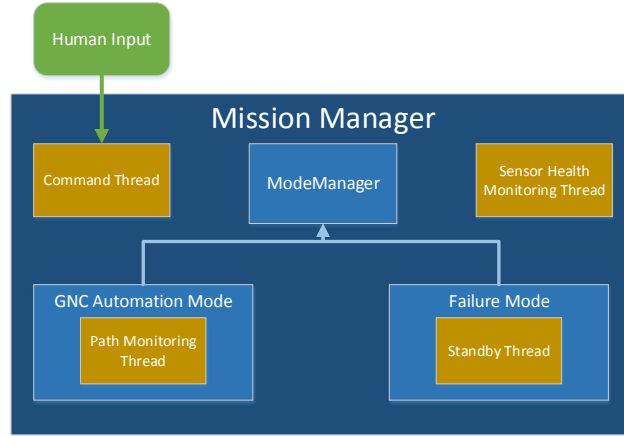 Human Input
Mission Manager
Command Thread
ModeManager
Sensor Health
Monitoring Thread
GNC Automation Mode
Path Monitoring
Thread
Failure Mode
Standby Thread